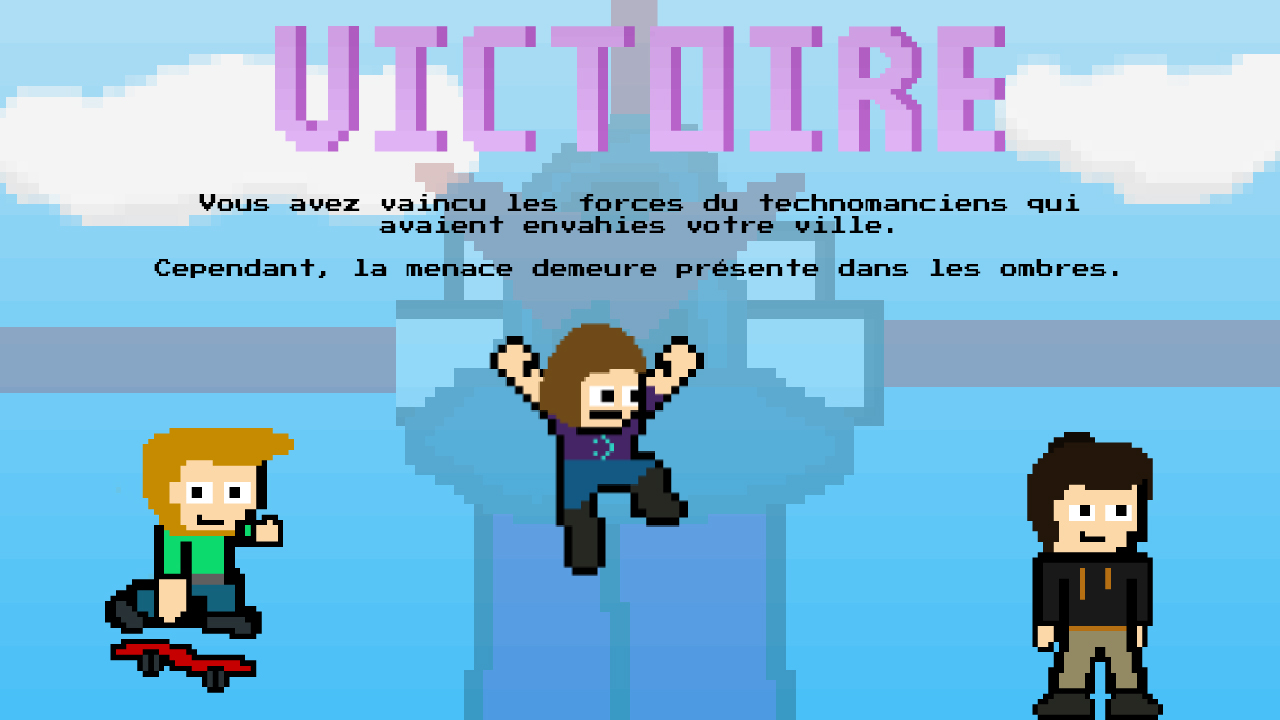 VICTOIRE
Vous avez vaincu les forces du technomanciens qui
avaient envahies votre ville.
Cependant, la menace demeure présente dans les ombres.